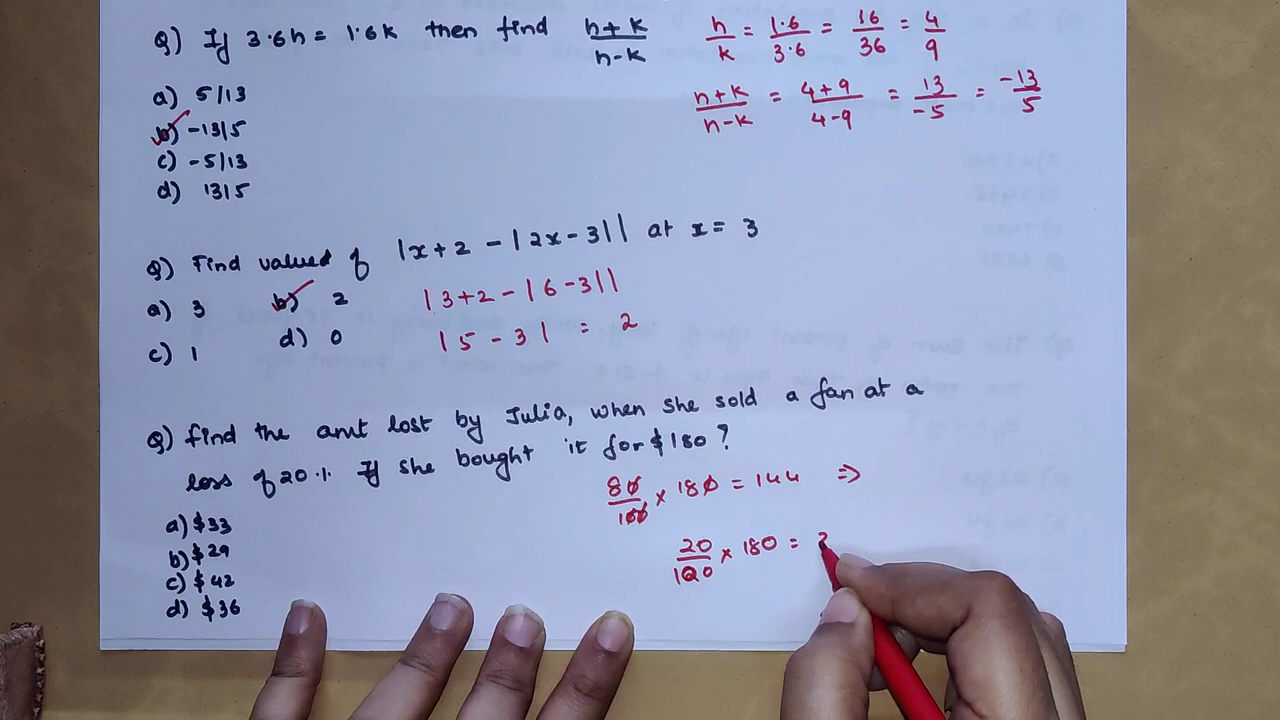 Q) If 3.6h = 1.6k then find h+k/h-k
h/k = 1.6/3.6 = 16/36 = 4/9
h+k/h-k = 4+9/4-9 = 13/-5 = -13/5
a) 5/13
b) -13/5
c) -5/13
d) 13/5
Q) Find valued of |x+2 - |2x-3|| at x = 3
a) 3 b) 2
c) 1 d) 0
|3+2 - |6-3||
|5-3| = 2
Q) find the amt lost by Julia, when she sold a fan at a
loss of 20%. If she bought it for $180?
80/100 × 180 = 144 ⇒
20/100 × 180 =
a) $33
b) $29
c) $42
d) $36